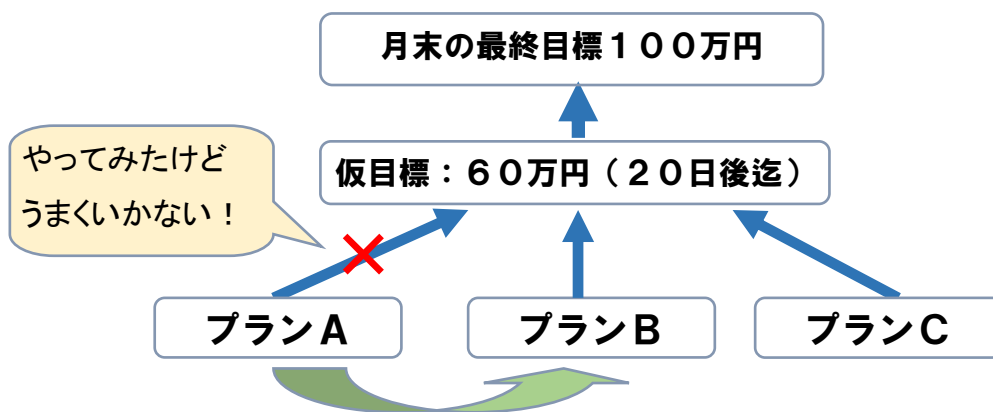 月末の最終目標１００万円
やってみたけど
うまくいかない！
仮目標：６０万円（２０日後迄）
プランＡ
プランＢ
プランＣ